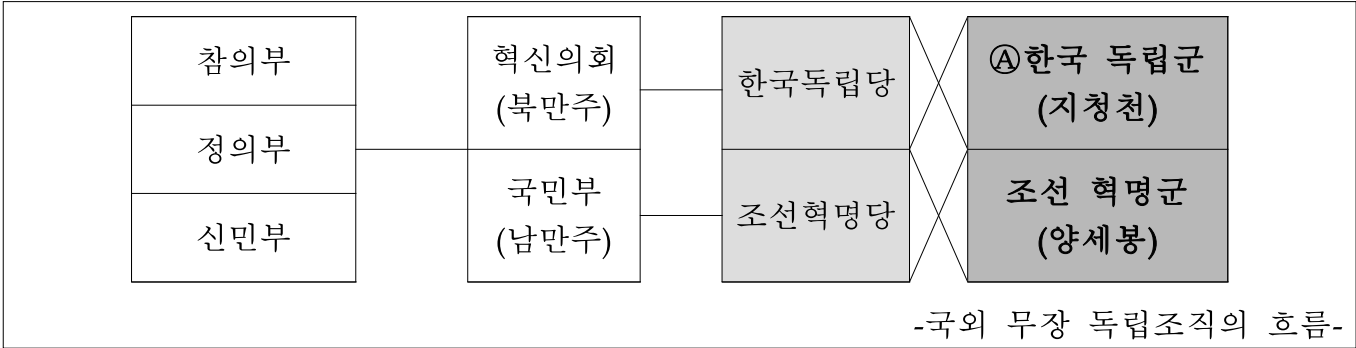 참의부
정의부
신민부
혁신의회
(북만주)
국민부
(남만주)
한국독립당
조선혁명당
Ⓐ한국 독립군
(지청천)
조선 혁명군
(양세봉)
-국외 무장 독립조직의 흐름-